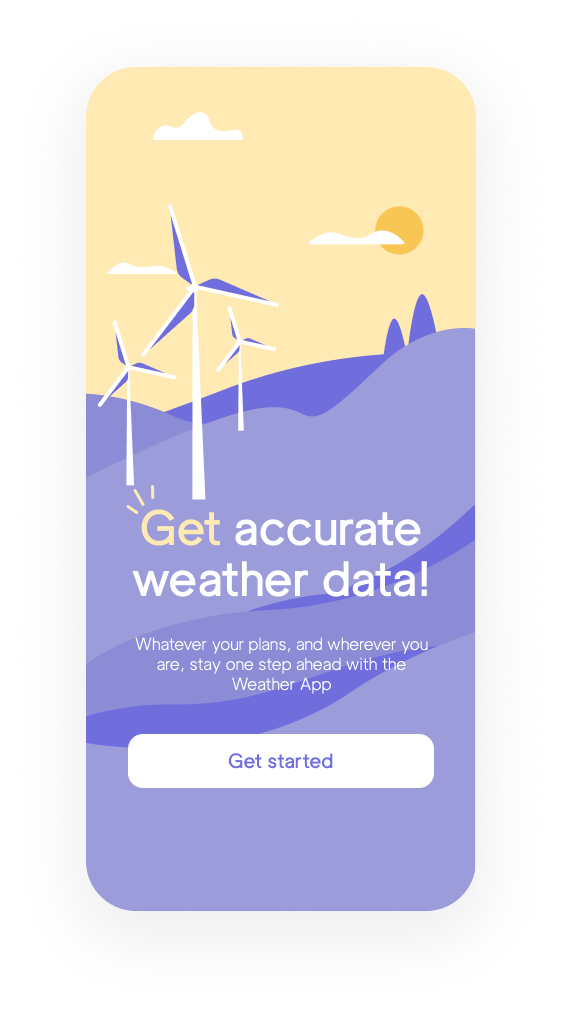 Get accurate
weather data!
Whatever your plans, and wherever you
are, stay one step ahead with the
Weather App
Get started